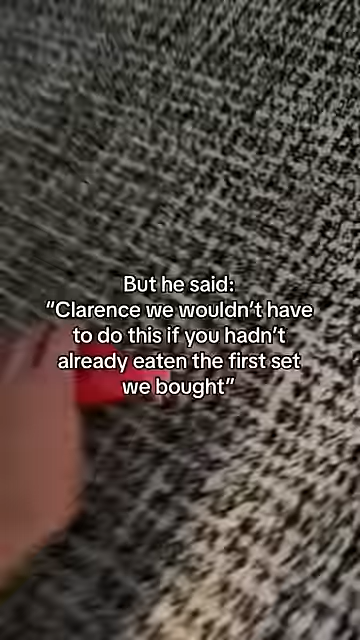 But he said:
“Clarence we wouldn’t have
to do this if you hadn’t
already eaten the first set
we bought”